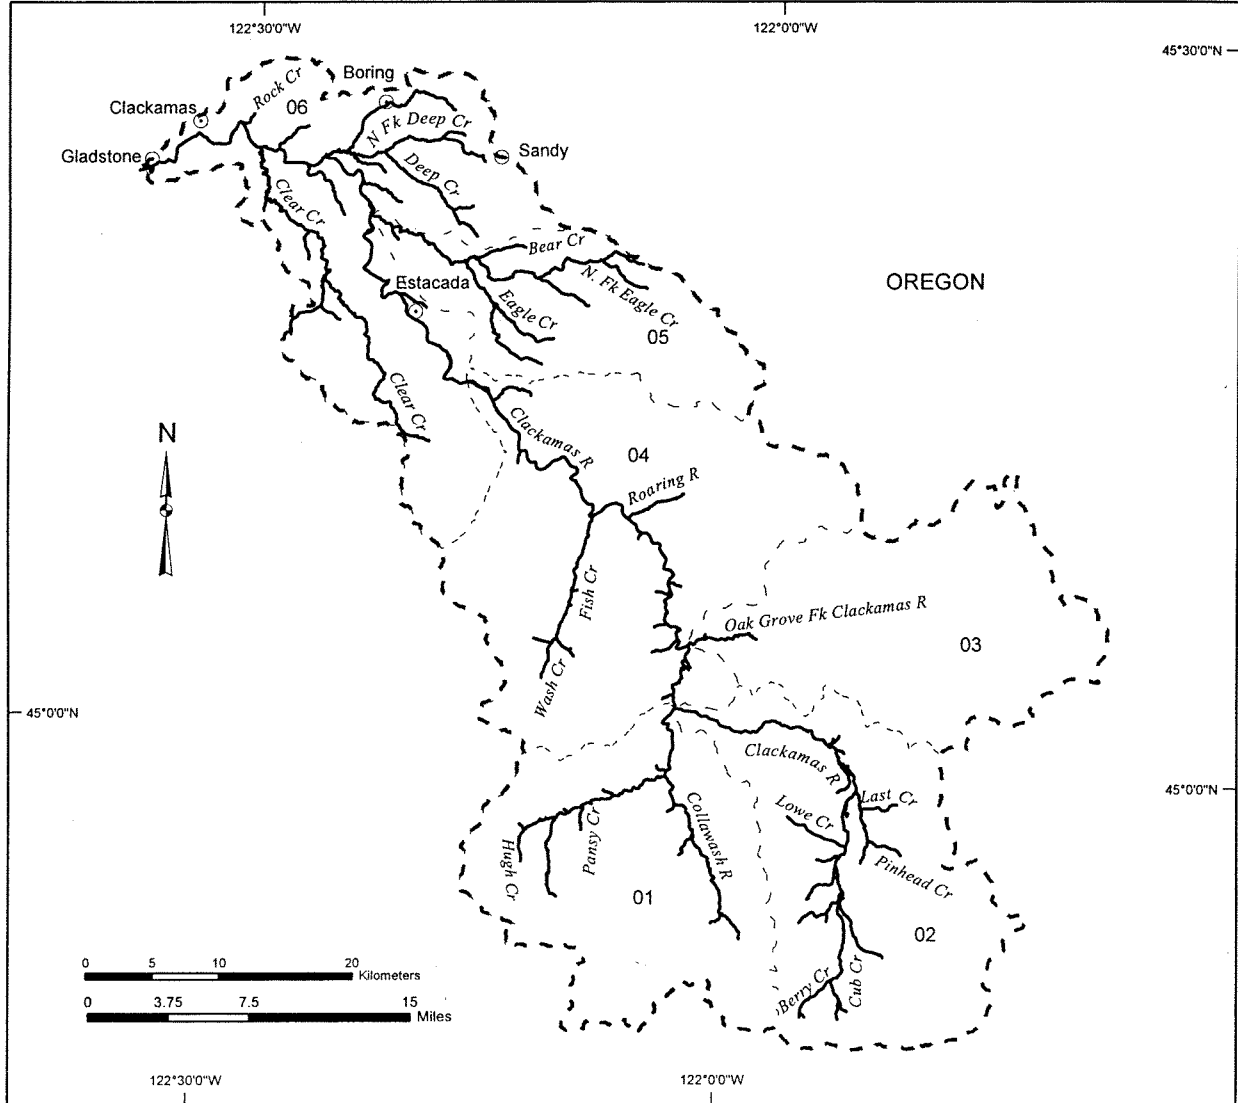 122°30'0"W
122°0'0"W
45°30'0"N
Boring
Rock Cr
06
Clackamas
N Fk Deep Cr
Gladstone
Sandy
Deep Cr
Clear Cr
Bear Cr
Estacada
N. Fk Eagle Cr
OREGON
Eagle Cr
05
Clear Cr
Clackamas R
N
04
Roaring R
Fish Cr
Oak Grove Fk Clackamas R
03
Wash Cr
45°0'0"N
Clackamas R
45°0'0"N
Last Cr
Lowe Cr
Collawash R
Pansy Cr
Hugh Cr
Pinhead Cr
01
02
0 5 10 20 Kilometers
Berry Cr
Cub Cr
0 3.75 7.5 15 Miles
122°30'0"W
122°0'0"W